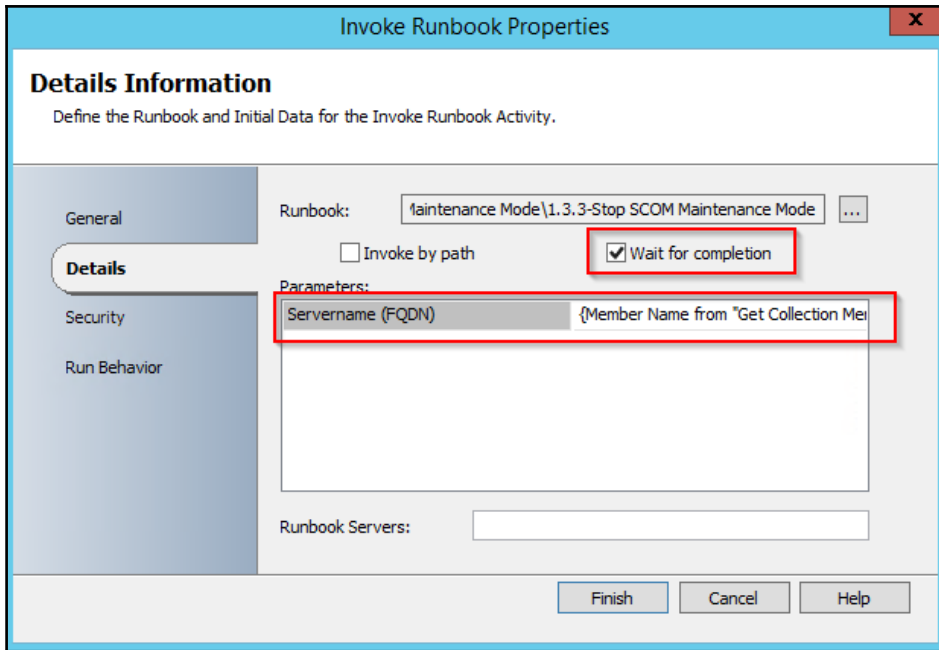 Invoke Runbook Properties
x
Details Information
Define the Runbook and Initial Data for the Invoke Runbook Activity.
General
Details
Security
Run Behavior
Runbook: Maintenance Mode\1.3.3-Stop SCOM Maintenance Mode ...
Invoke by path Wait for completion
Parameters:
Servername (FQDN) {Member Name from "Get Collection
Runbook Servers:
Finish Cancel Help